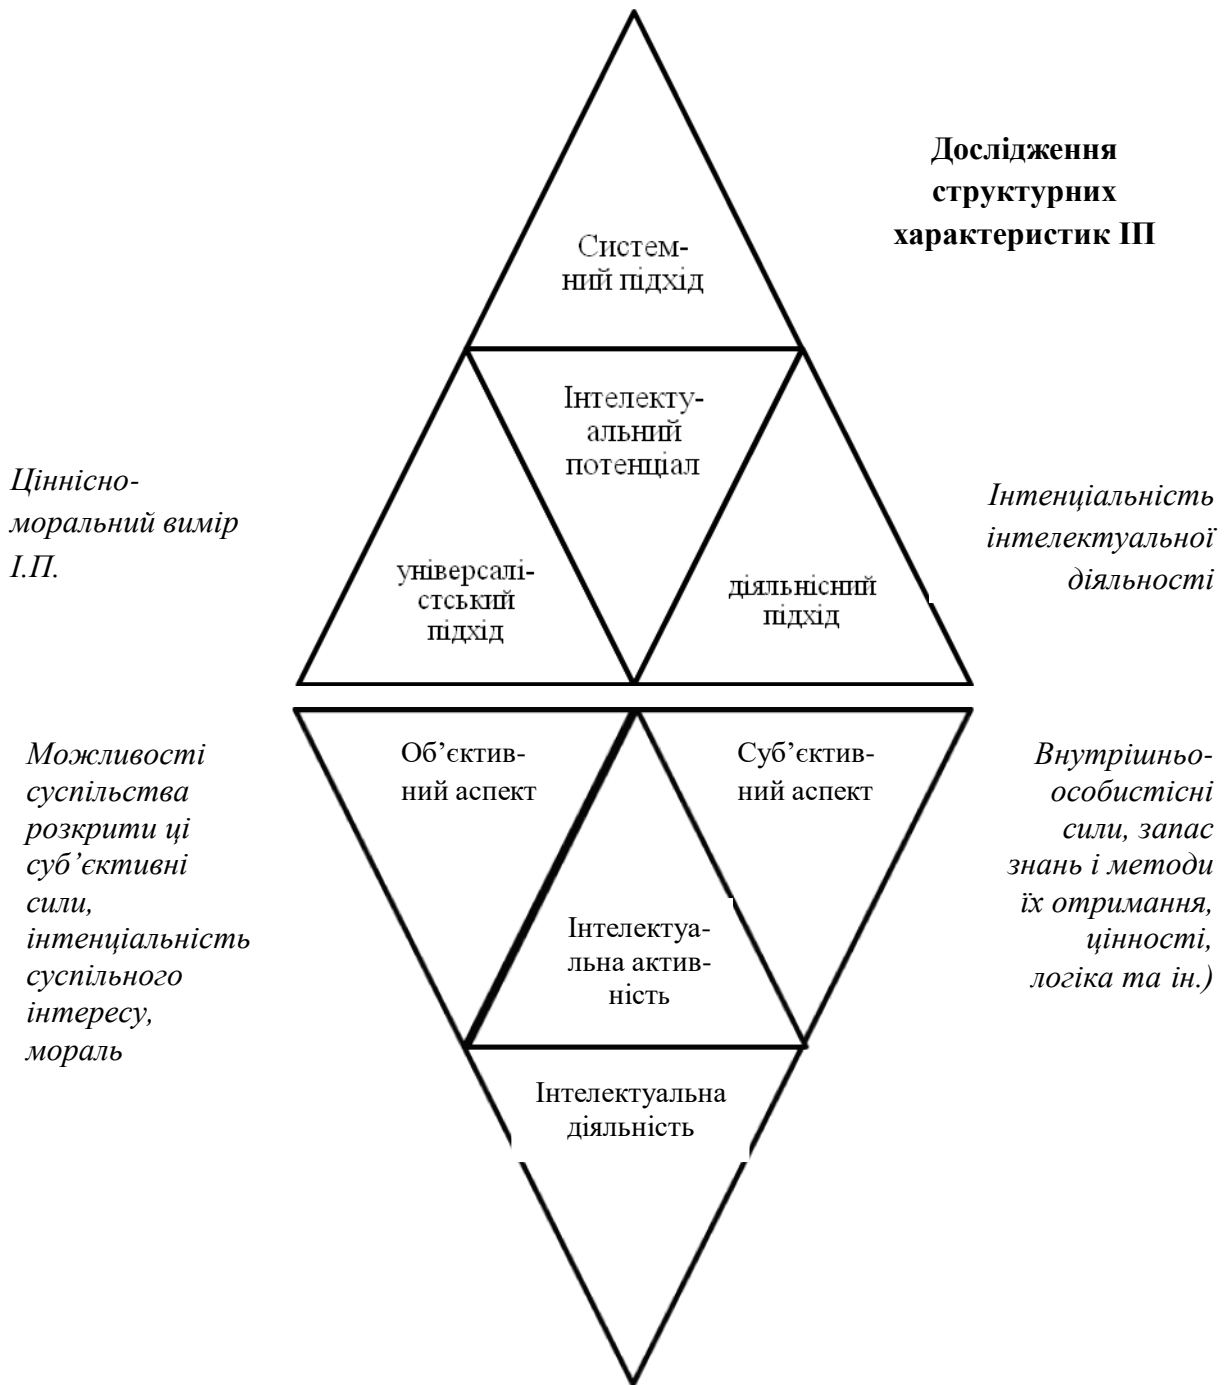 Дослідження
структурних
характеристик ІП
Систем-
ний підхід
Інтелекту-
альний
потенціал
Ціннісно-
моральний вимір
І.П.
Інтенціальність
інтелектуальної
діяльності
універсалі-
стський
підхід
діяльнісний
підхід
Можливості
суспільства
розкрити ці
суб’єктивні
сили,
інтенціальність
суспільного
інтересу,
мораль
Об’єктив-
ний аспект
Суб’єктив-
ний аспект
Внутрішньо-
особистісні
сили, запас
знань і методи
їх отримання,
цінності,
логіка та ін.)
Інтелектуа-
льна актив-
ність
Інтелектуальна
діяльність